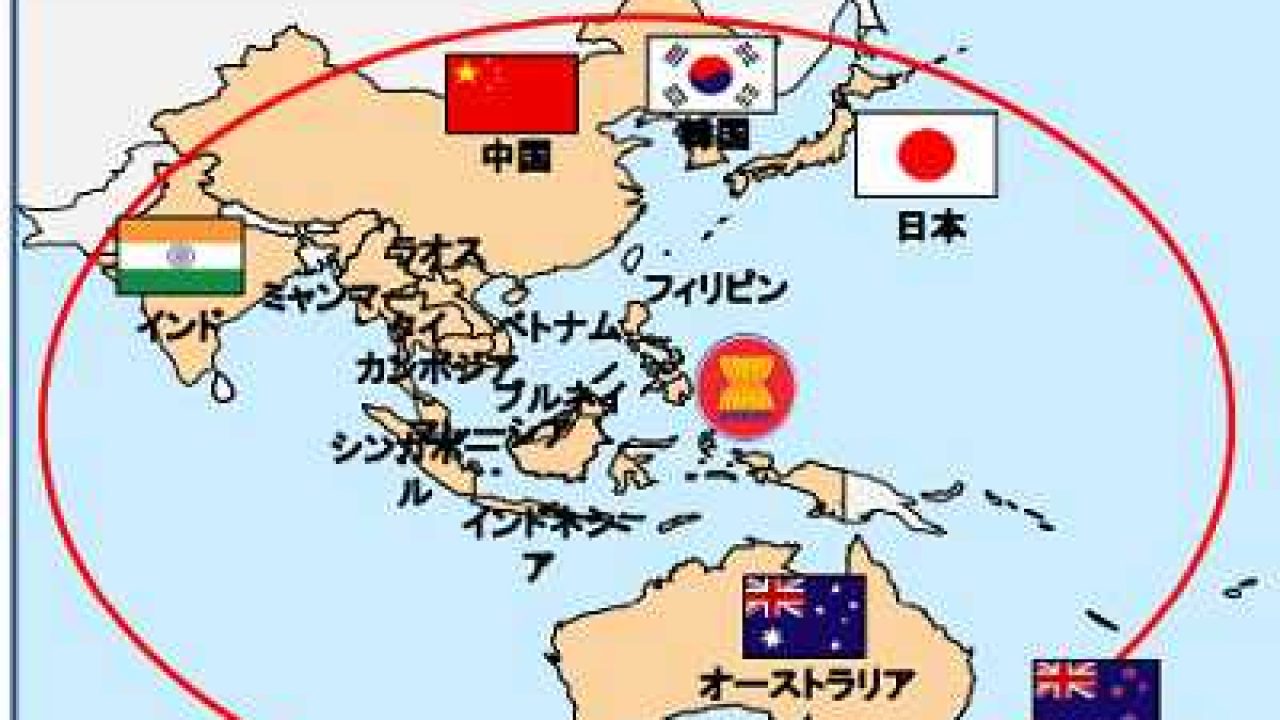 中国
韓国
日本
ラオス
インド
ミャンマー
フィリピン
タイ
ベトナム
カンボジア
ブルネイ
マレーシア
シンガポー
ル
インドネシ
ア
オーストラリア